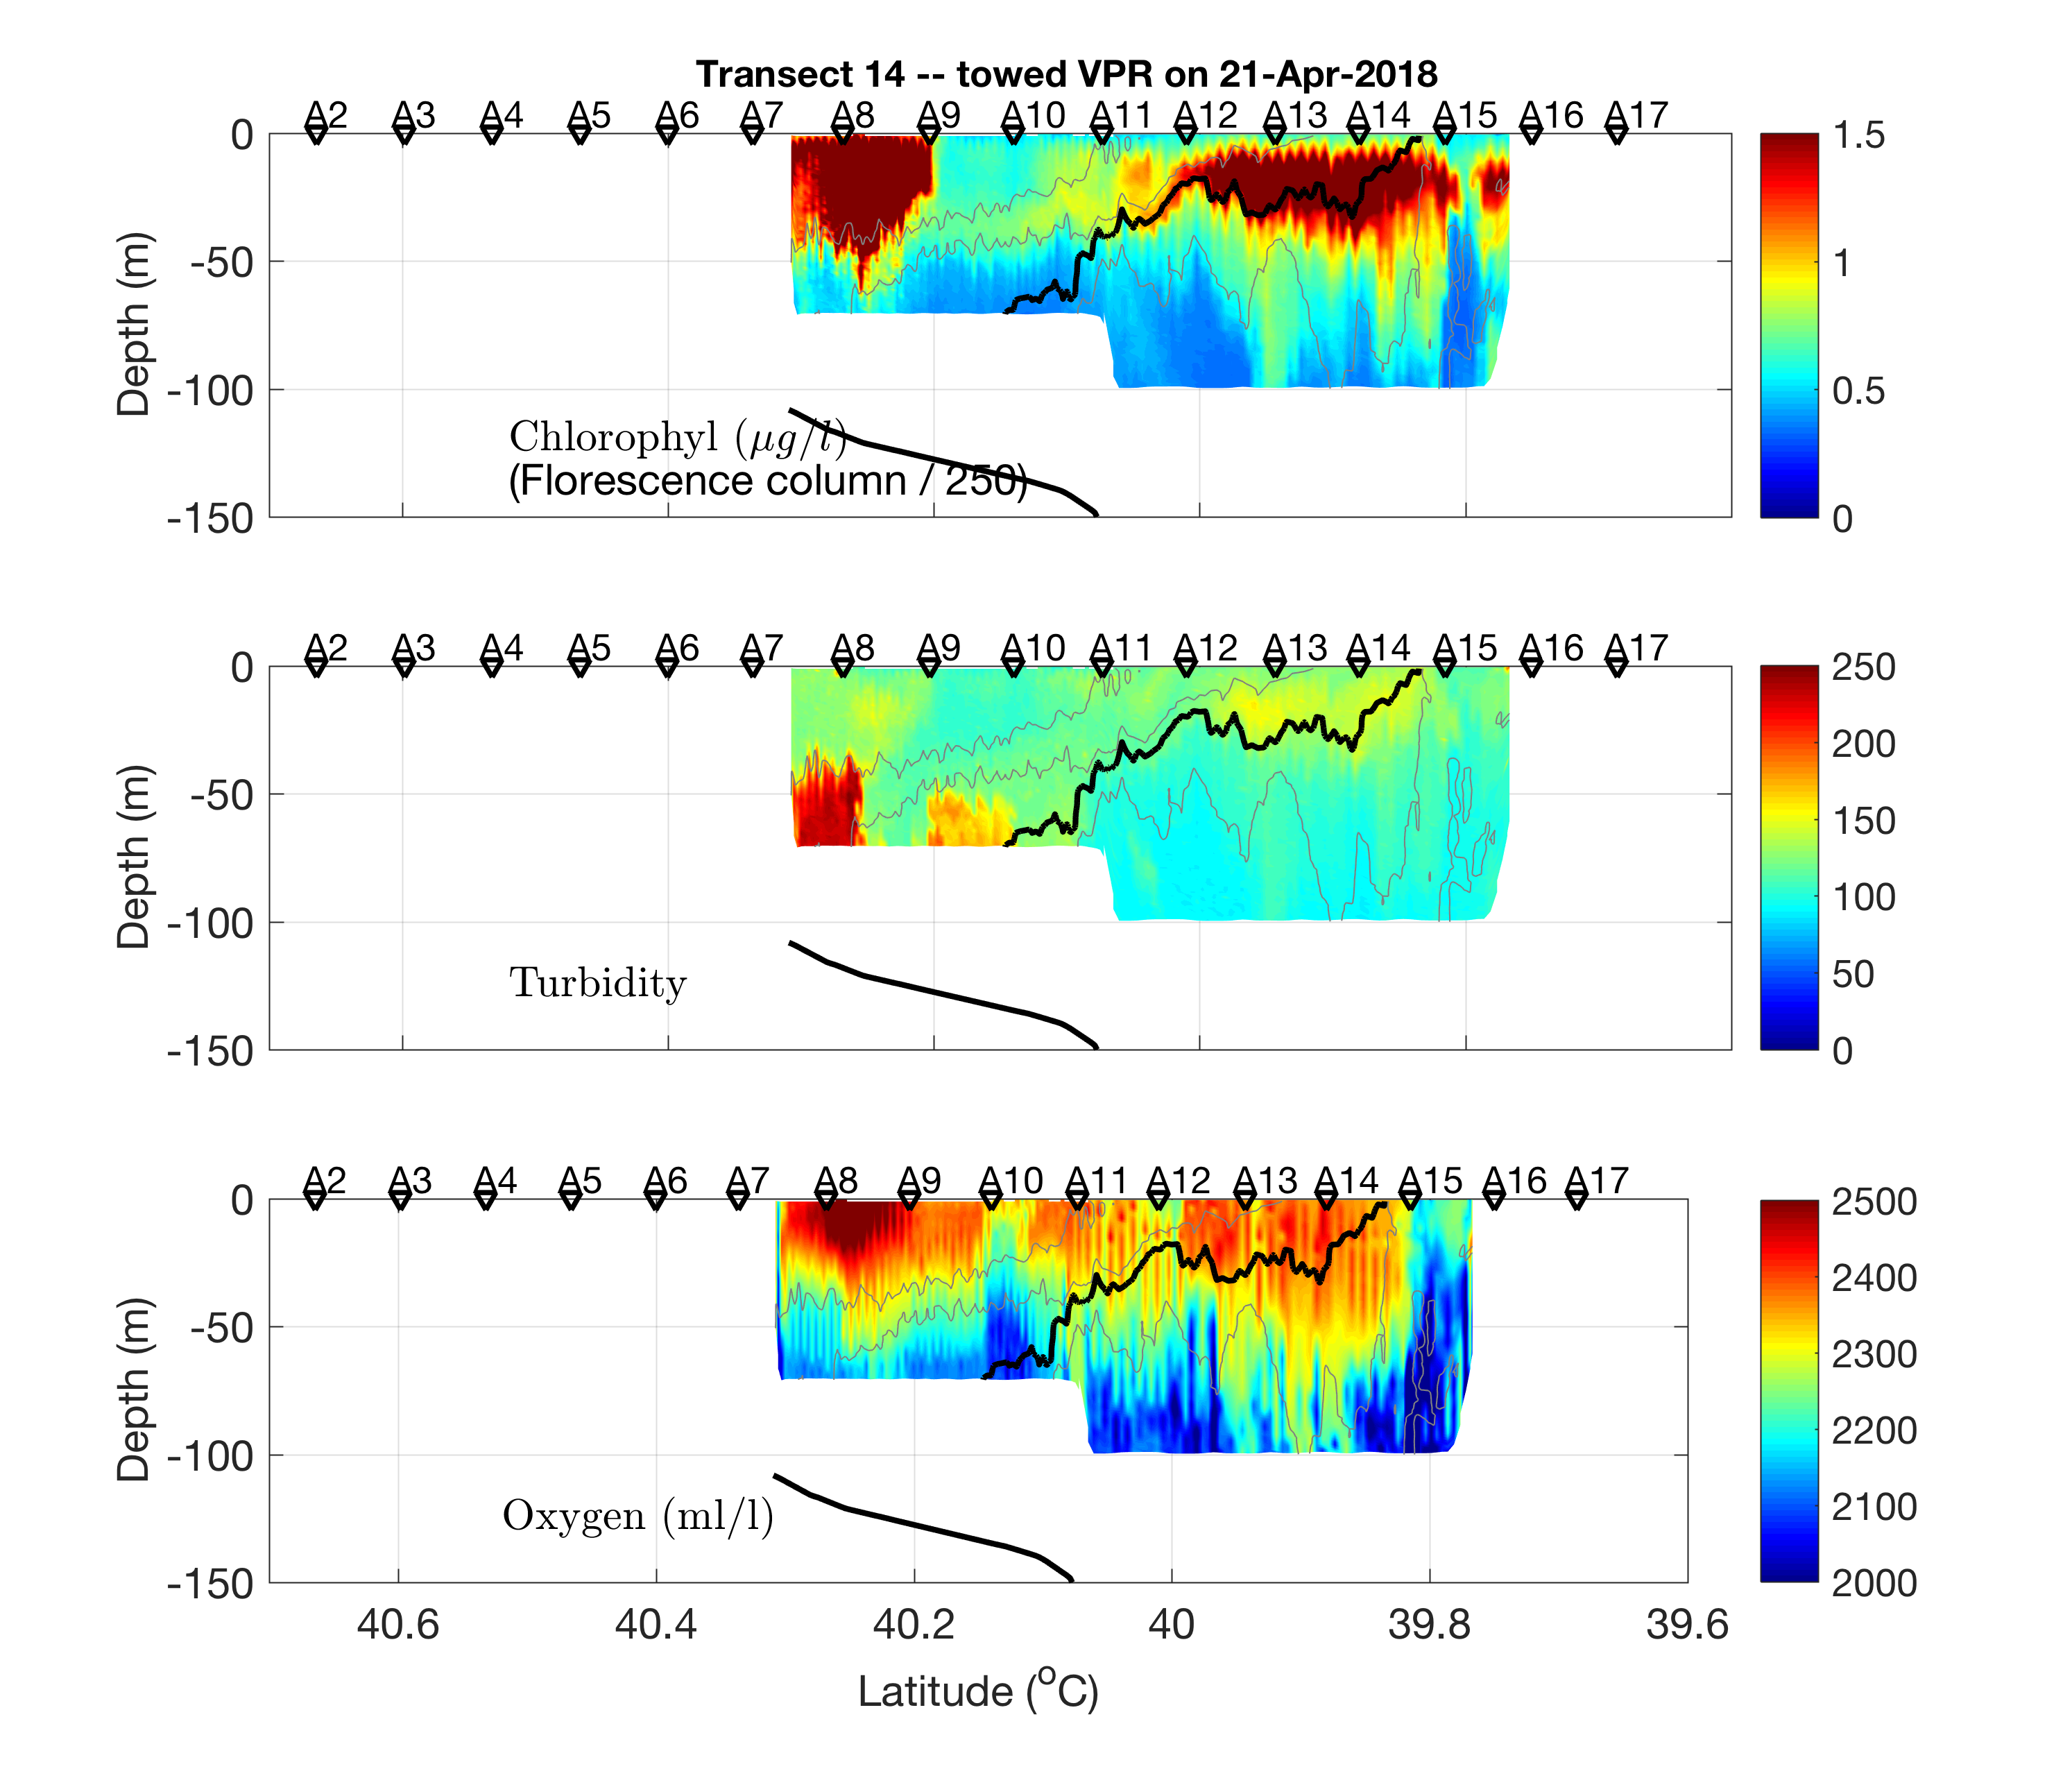 Transect 14 -- towed VPR on 21-Apr-2018
A2 A3 A4 A5 A6 A7 A8 A9 A10 A11 A12 A13 A14 A15 A16 A17
0
-50
-100
-150
Depth (m)
Chlorophyl (μg/l)
(Florescence column / 250)
1.5
1
0.5
0
A2 A3 A4 A5 A6 A7 A8 A9 A10 A11 A12 A13 A14 A15 A16 A17
0
-50
-100
-150
Depth (m)
Turbidity
250
200
150
100
50
0
A2 A3 A4 A5 A6 A7 A8 A9 A10 A11 A12 A13 A14 A15 A16 A17
0
-50
-100
-150
Depth (m)
Oxygen (ml/l)
2500
2400
2300
2200
2100
2000
40.6 40.4 40.2 40 39.8 39.6
Latitude (°C)